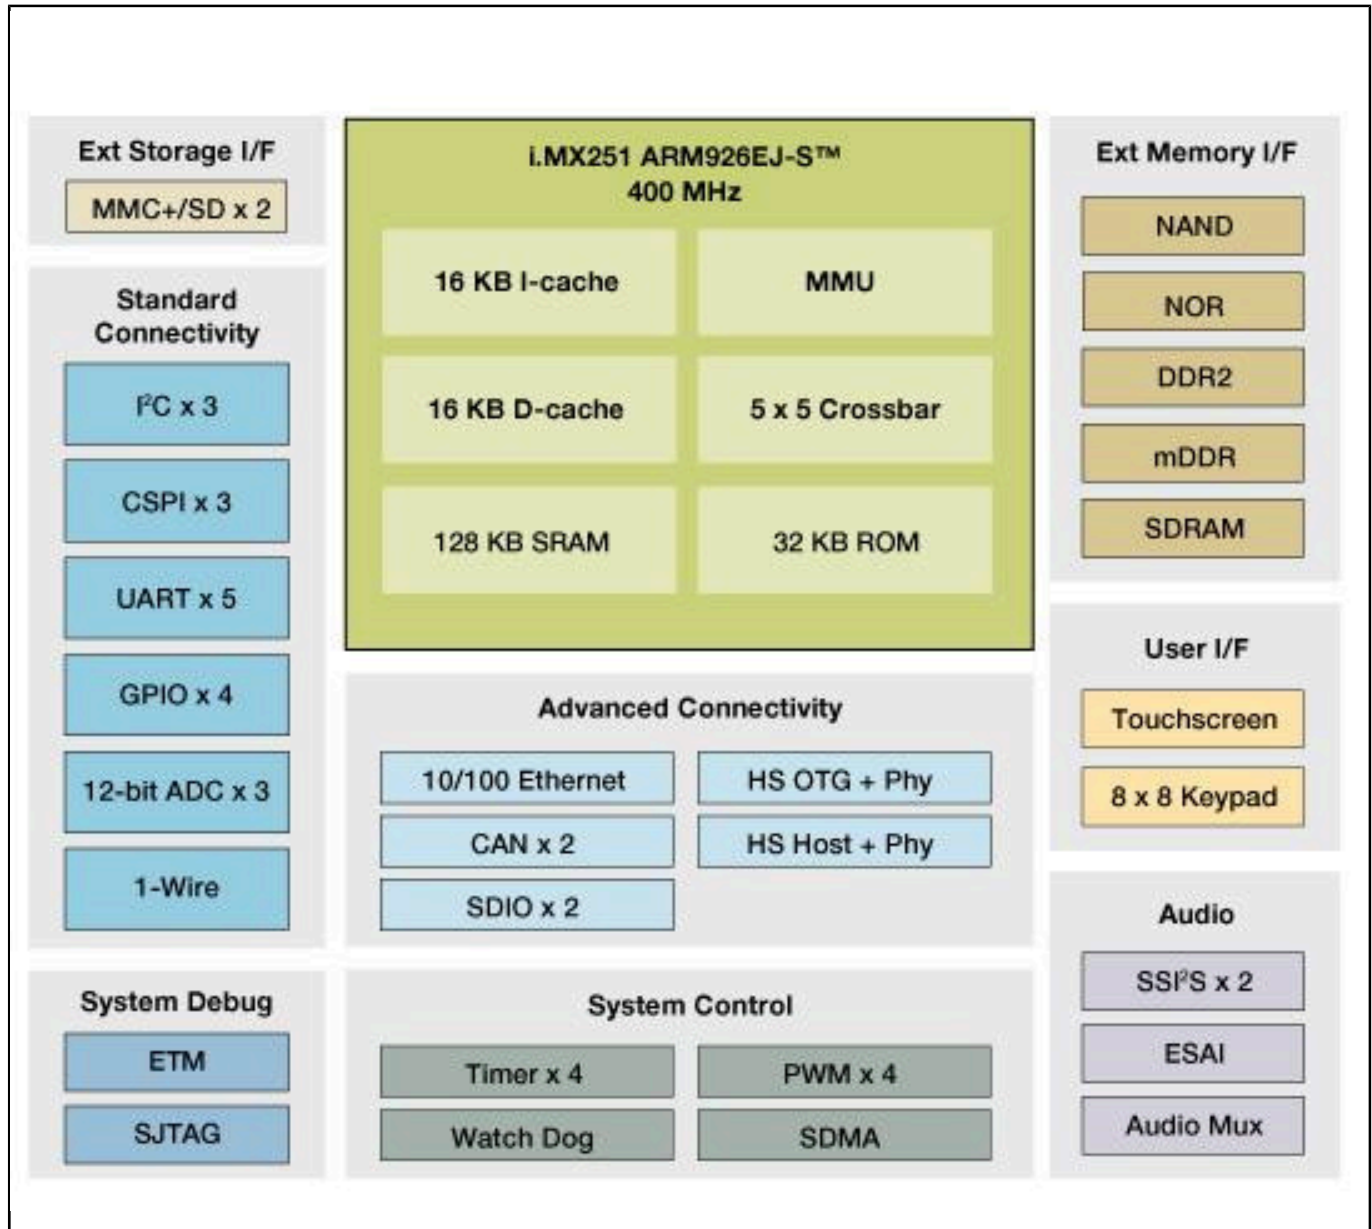 Ext Storage I/F
MMC+/SD x 2
Standard
Connectivity
I²C x 3
CSPI x 3
UART x 5
GPIO x 4
12-bit ADC x 3
1-Wire
System Debug
ETM
SJTAG
i.MX251 ARM926EJ-S™
400 MHz
16 KB I-cache
MMU
16 KB D-cache
5 x 5 Crossbar
128 KB SRAM
32 KB ROM
Advanced Connectivity
10/100 Ethernet
HS OTG + Phy
CAN x 2
HS Host + Phy
SDIO x 2
System Control
Timer x 4
PWM x 4
Watch Dog
SDMA
Ext Memory I/F
NAND
NOR
DDR2
mDDR
SDRAM
User I/F
Touchscreen
8 x 8 Keypad
Audio
SSI²S x 2
ESAI
Audio Mux